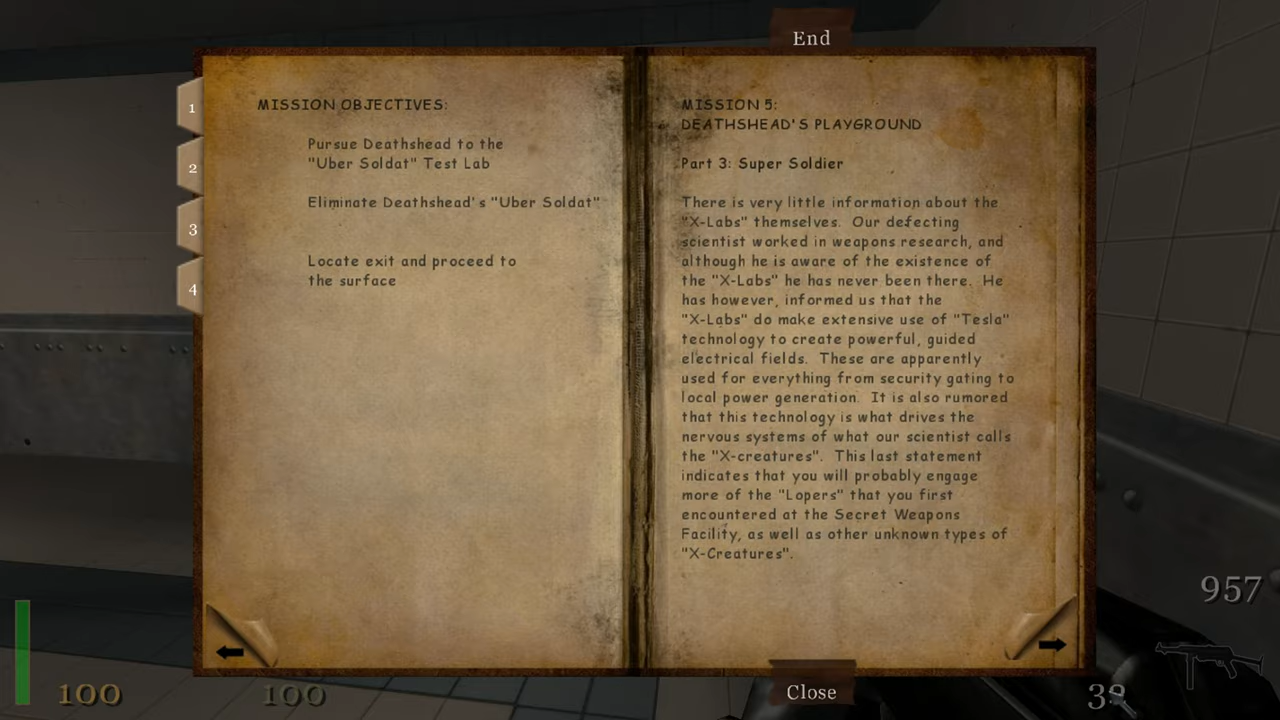 End
1
2
3
4
MISSION OBJECTIVES:
Pursue Deathshead to the
"Uber Soldat" Test Lab
Eliminate Deathshead's "Uber Soldat"
Locate exit and proceed to
the surface
MISSION 5:
DEATHSHEAD'S PLAYGROUND
Part 3: Super Soldier
There is very little information about the
"X-Labs" themselves.  Our defecting
scientist worked in weapons research, and
although he is aware of the existence of
the "X-Labs" he has never been there.  He
has however, informed us that the
"X-Labs" do make extensive use of "Tesla"
technology to create powerful, guided
electrical fields.  These are apparently
used for everything from security gating to
local power generation.  It is also rumored
that this technology is what drives the
nervous systems of what our scientist calls
the "X-creatures".  This last statement
indicates that you will probably engage
more of the "Lopers" that you first
encountered at the Secret Weapons
Facility, as well as other unknown types of
"X-Creatures".
Close
100
100
957